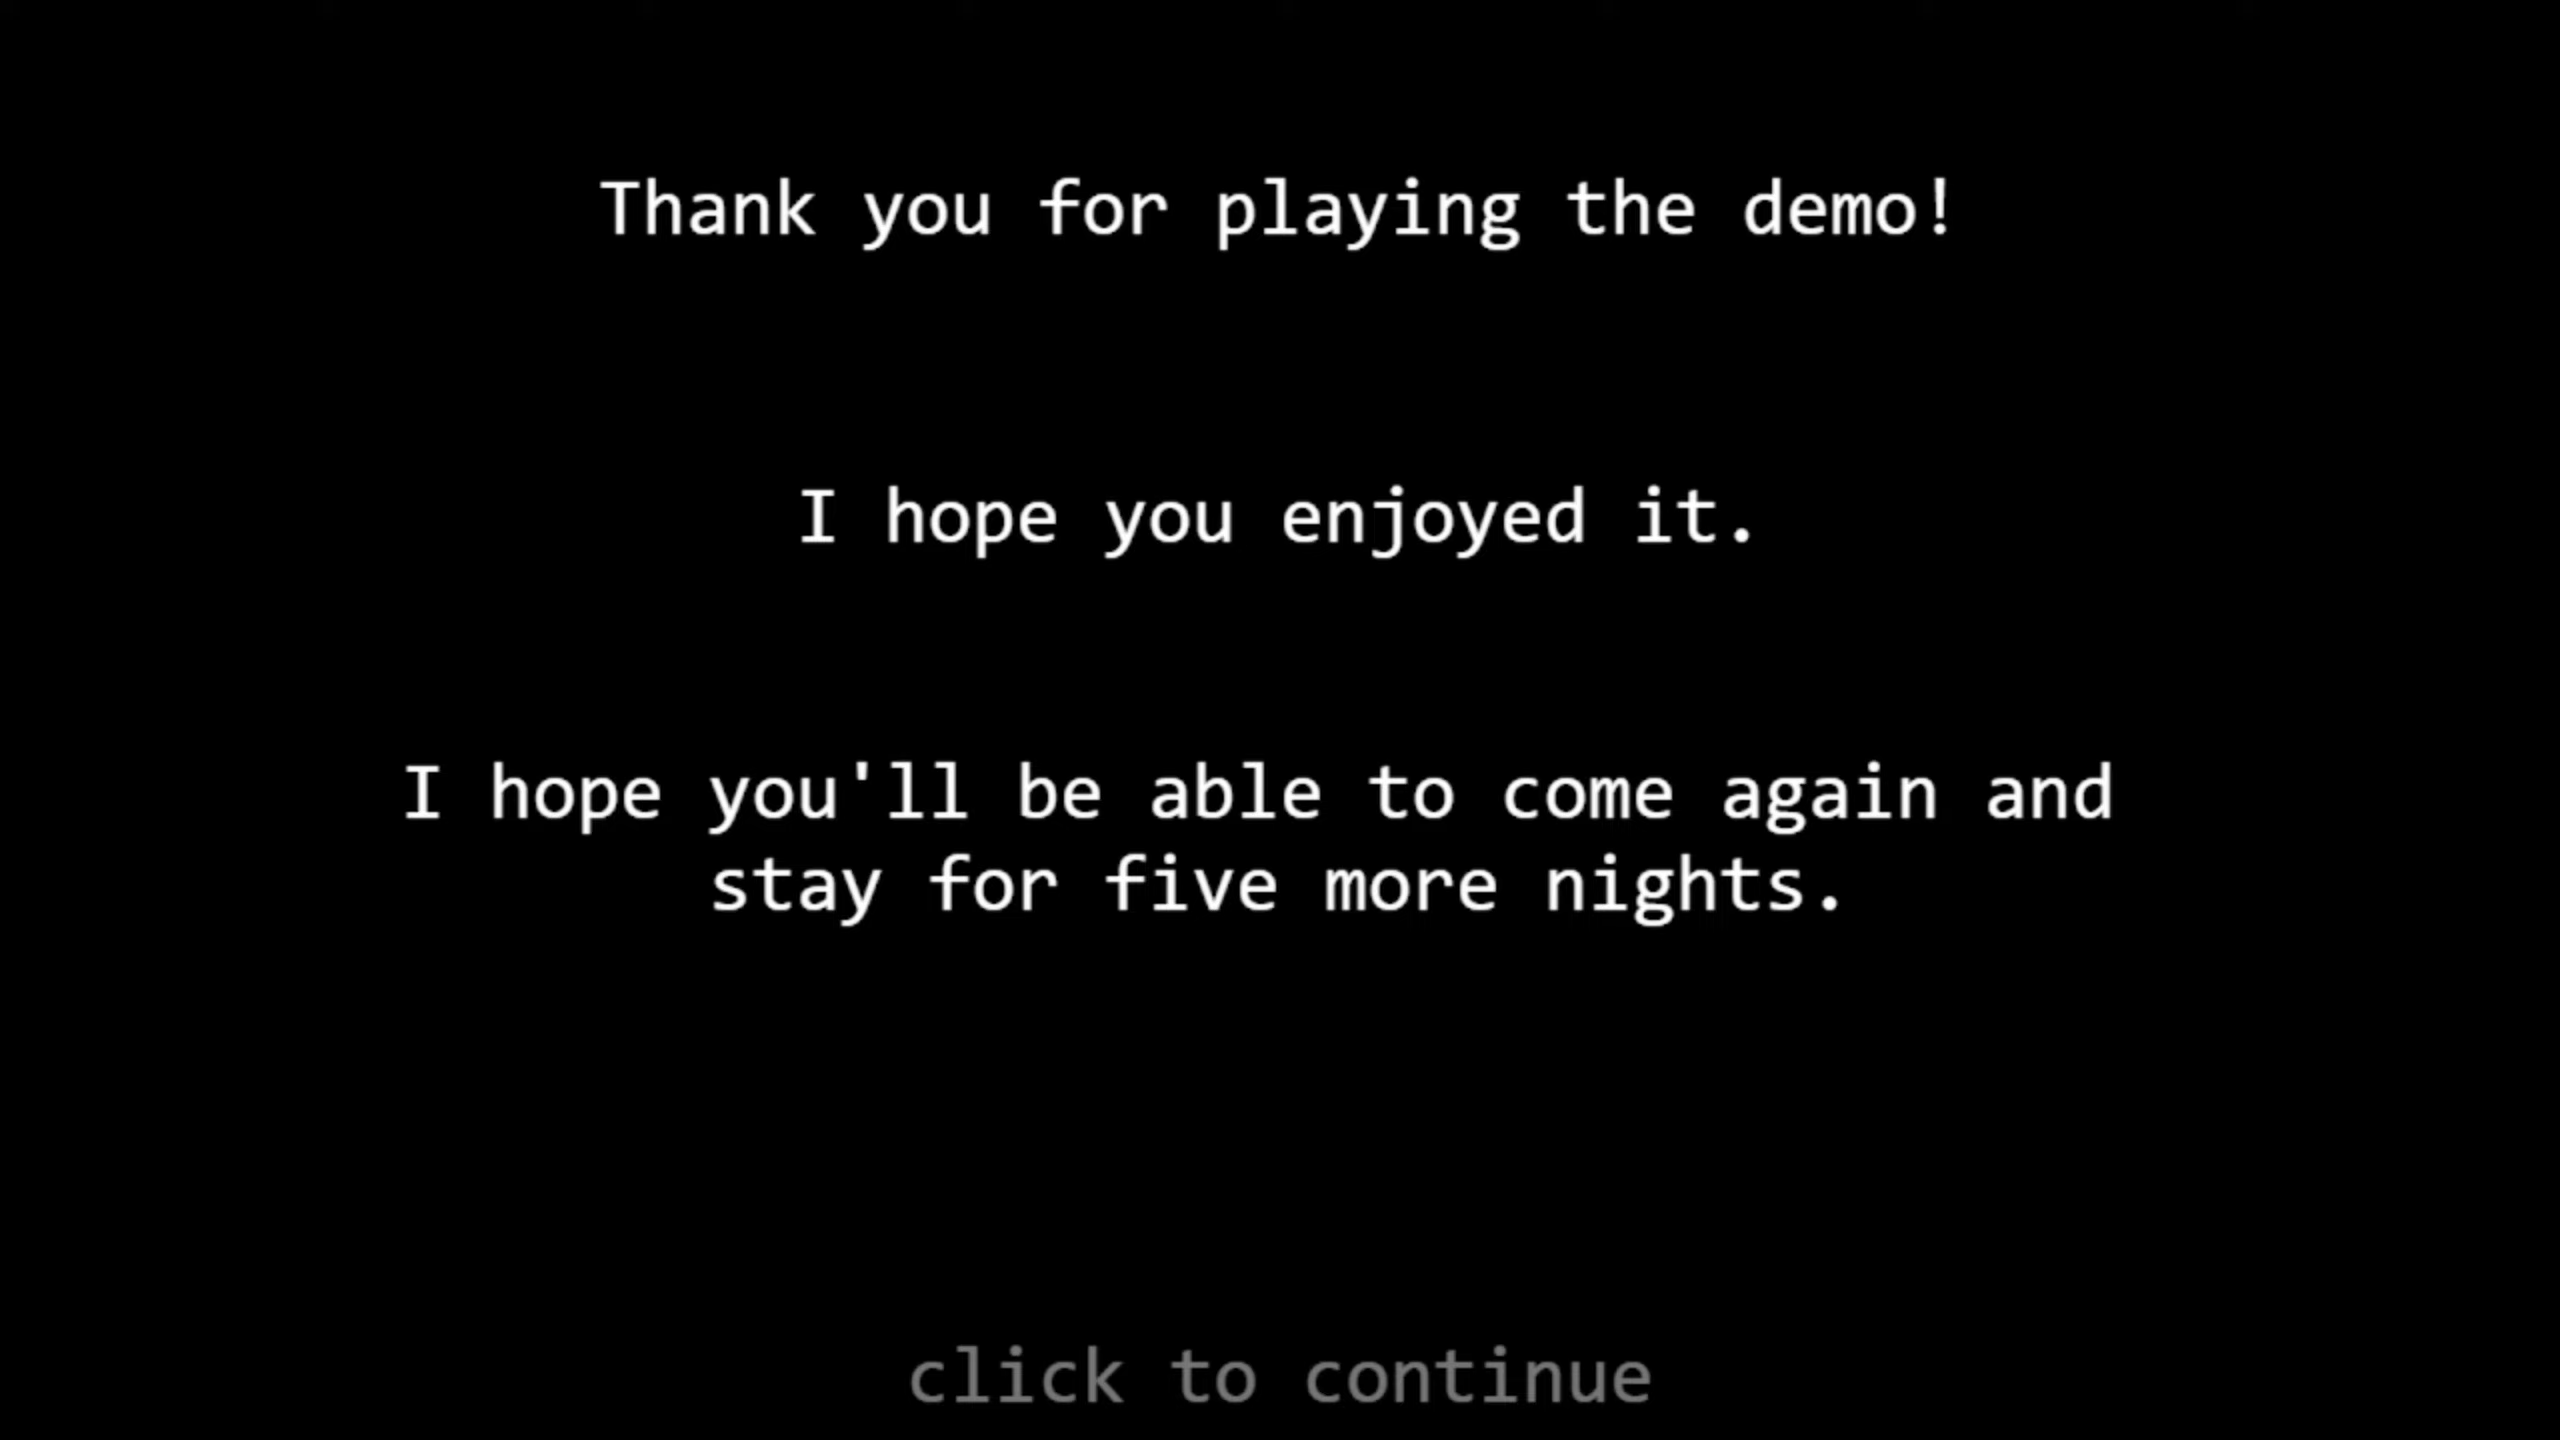 Thank you for playing the demo!
I hope you enjoyed it.
I hope you'll be able to come again and
stay for five more nights.
click to continue